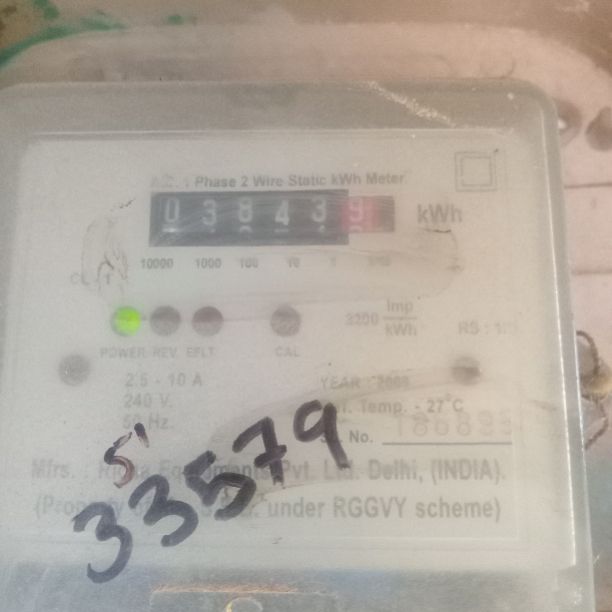 1 Phase 2 Wire Static kWh Meter
0 3 8 4 3 9 kWh
10000 1000 100 10 1
POWER REV EFLT CAL
3200 Imp/kWh
2.5 - 10 A
240 V.
50 Hz.
Temp. - 27°C
No.
51
33579
Mfrs. : Pvt. Ltd. Delhi, (INDIA).
under RGGVY scheme)